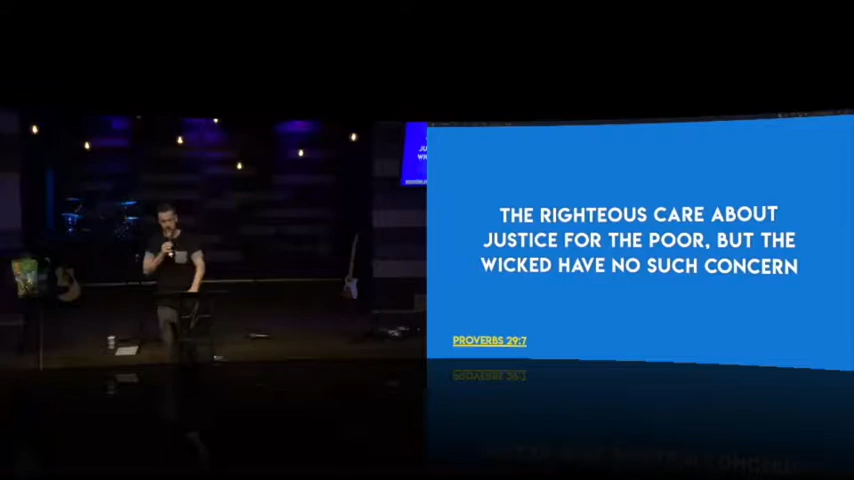 THE RIGHTEOUS CARE ABOUT
JUSTICE FOR THE POOR, BUT THE
WICKED HAVE NO SUCH CONCERN
PROVERBS 29:7